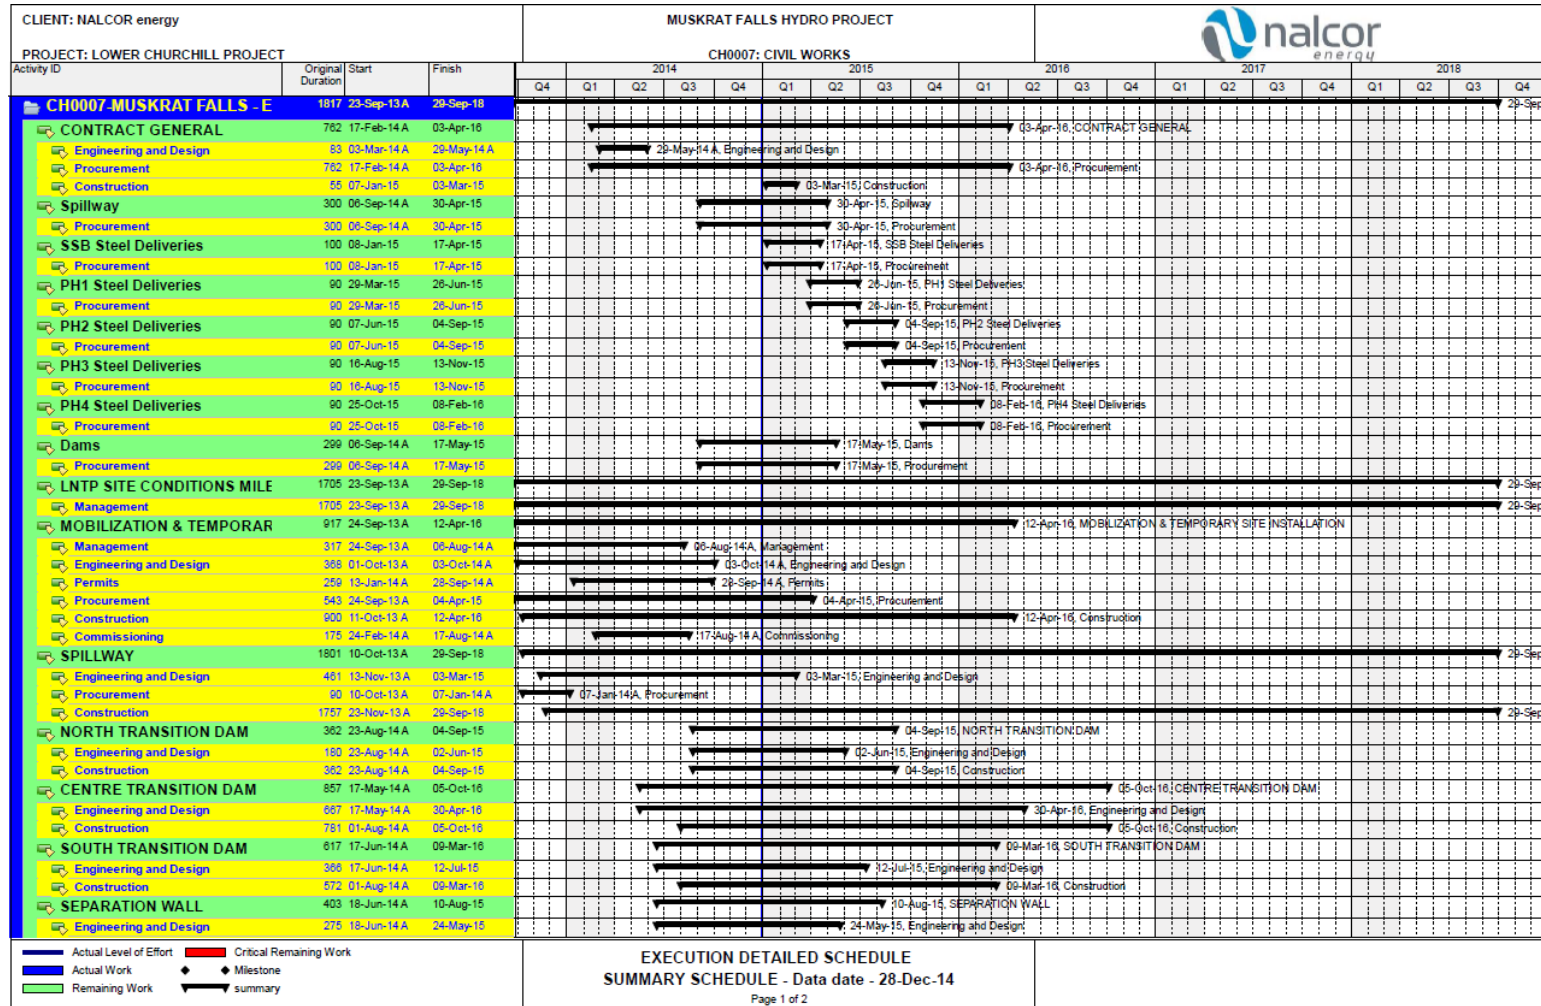 CLIENT: NALCOR energy
MUSKRAT FALLS HYDRO PROJECT
nalcor
energy
PROJECT: LOWER CHURCHILL PROJECT
CH0007: CIVIL WORKS
Activity ID Original Duration Start Finish 2014 2015 2016 2017 2018
Q4 Q1 Q2 Q3 Q4 Q1 Q2 Q3 Q4 Q1 Q2 Q3 Q4 Q1 Q2 Q3 Q4 Q1 Q2 Q3 Q4
CH0007-MUSKRAT FALLS - E 1817 23-Sep-13 A 29-Sep-18 29-Sep
CONTRACT GENERAL 762 17-Feb-14 A 03-Apr-16 03-Apr-16, CONTRACT GENERAL
Engineering and Design 83 03-Mar-14 A 29-May-14 A 29-May-14 A, Engineering and Design
Procurement 762 17-Feb-14 A 03-Apr-16 03-Apr-16, Procurement
Construction 55 07-Jan-15 03-Mar-15 03-Mar-15, Construction
Spillway 300 06-Sep-14 A 30-Apr-15 30-Apr-15, Spillway
Procurement 300 06-Sep-14 A 30-Apr-15 30-Apr-15, Procurement
SSB Steel Deliveries 100 08-Jan-15 17-Apr-15 17-Apr-15, SSB Steel Deliveries
Procurement 100 08-Jan-15 17-Apr-15 17-Apr-15, Procurement
PH1 Steel Deliveries 90 29-Mar-15 26-Jun-15 26-Jun-15, PH1 Steel Deliveries
Procurement 90 29-Mar-15 26-Jun-15 26-Jun-15, Procurement
PH2 Steel Deliveries 90 07-Jun-15 04-Sep-15 04-Sep-15, PH2 Steel Deliveries
Procurement 90 07-Jun-15 04-Sep-15 04-Sep-15, Procurement
PH3 Steel Deliveries 90 16-Aug-15 13-Nov-15 13-Nov-15, PH3 Steel Deliveries
Procurement 90 16-Aug-15 13-Nov-15 13-Nov-15, Procurement
PH4 Steel Deliveries 90 25-Oct-15 08-Feb-16 08-Feb-16, PH4 Steel Deliveries
Procurement 90 25-Oct-15 08-Feb-16 08-Feb-16, Procurement
Dams 299 06-Sep-14 A 17-May-15 17-May-15, Dams
Procurement 299 06-Sep-14 A 17-May-15 17-May-15, Procurement
LNTP SITE CONDITIONS MILE 1705 23-Sep-13 A 29-Sep-18 29-Sep
Management 1705 23-Sep-13 A 29-Sep-18 29-Sep
MOBILIZATION & TEMPORAR 917 24-Sep-13 A 12-Apr-16 12-Apr-16, MOBILIZATION & TEMPORARY SITE INSTALLATION
Management 317 24-Sep-13 A 06-Aug-14 A 06-Aug-14 A, Management
Engineering and Design 368 01-Oct-13 A 03-Oct-14 A 03-Oct-14 A, Engineering and Design
Permits 259 13-Jan-14 A 28-Sep-14 A 28-Sep-14 A, Permits
Procurement 543 24-Sep-13 A 04-Apr-15 04-Apr-15, Procurement
Construction 900 11-Oct-13 A 12-Apr-16 12-Apr-16, Construction
Commissioning 175 24-Feb-14 A 17-Aug-14 A 17-Aug-14 A, Commissioning
SPILLWAY 1801 10-Oct-13 A 29-Sep-18 29-Sep
Engineering and Design 461 13-Nov-13 A 03-Mar-15 03-Mar-15, Engineering and Design
Procurement 90 10-Oct-13 A 07-Jan-14 A 07-Jan-14 A, Procurement
Construction 1757 23-Nov-13 A 29-Sep-18 29-Sep
NORTH TRANSITION DAM 362 23-Aug-14 A 04-Sep-15 04-Sep-15, NORTH TRANSITION DAM
Engineering and Design 180 23-Aug-14 A 02-Jun-15 02-Jun-15, Engineering and Design
Construction 362 23-Aug-14 A 04-Sep-15 04-Sep-15, Construction
CENTRE TRANSITION DAM 857 17-May-14 A 05-Oct-16 05-Oct-16, CENTRE TRANSITION DAM
Engineering and Design 667 17-May-14 A 30-Apr-16 30-Apr-16, Engineering and Design
Construction 781 01-Aug-14 A 05-Oct-16 05-Oct-16, Construction
SOUTH TRANSITION DAM 617 17-Jun-14 A 09-Mar-16 09-Mar-16, SOUTH TRANSITION DAM
Engineering and Design 366 17-Jun-14 A 12-Jul-15 12-Jul-15, Engineering and Design
Construction 572 01-Aug-14 A 09-Mar-16 09-Mar-16, Construction
SEPARATION WALL 403 18-Jun-14 A 10-Aug-15 10-Aug-15, SEPARATION WALL
Engineering and Design 275 18-Jun-14 A 24-May-15 24-May-15, Engineering and Design
Actual Level of Effort Critical Remaining Work
Actual Work Milestone
Remaining Work summary
EXECUTION DETAILED SCHEDULE
SUMMARY SCHEDULE - Data date - 28-Dec-14
Page 1 of 2